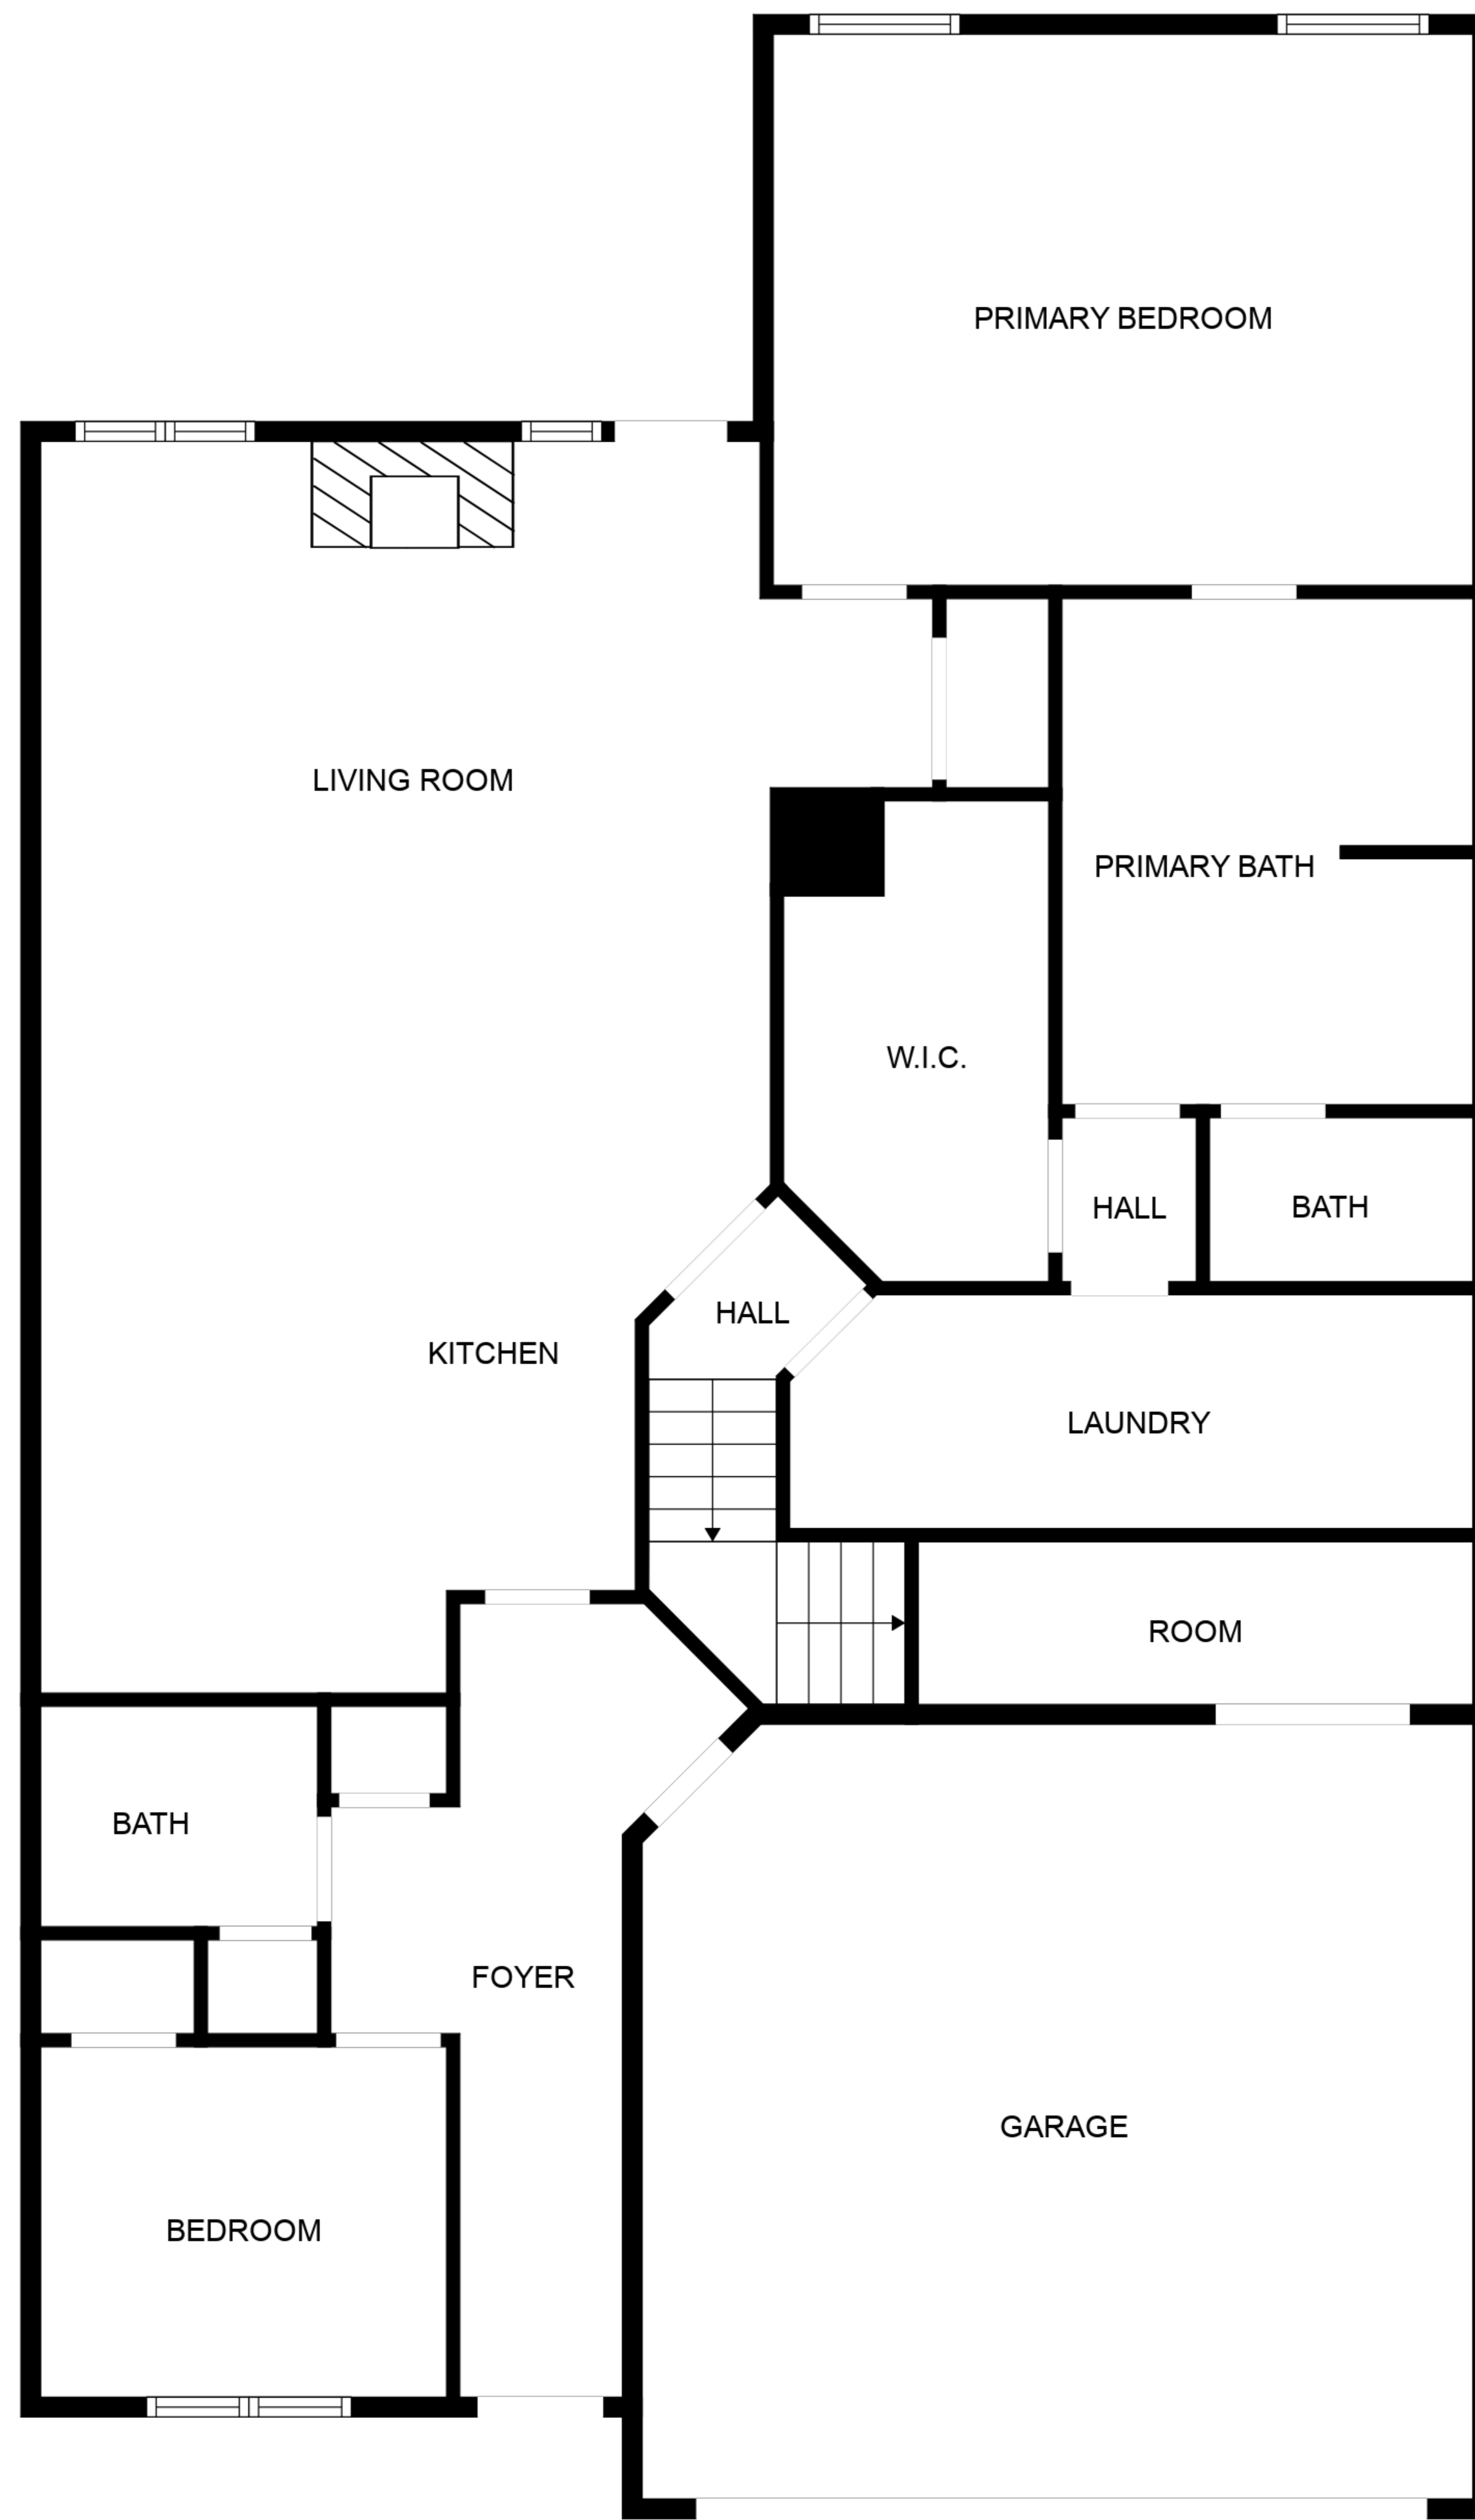 PRIMARY BEDROOM
LIVING ROOM
PRIMARY BATH
W.I.C.
HALL
BATH
HALL
KITCHEN
LAUNDRY
ROOM
BATH
FOYER
GARAGE
BEDROOM